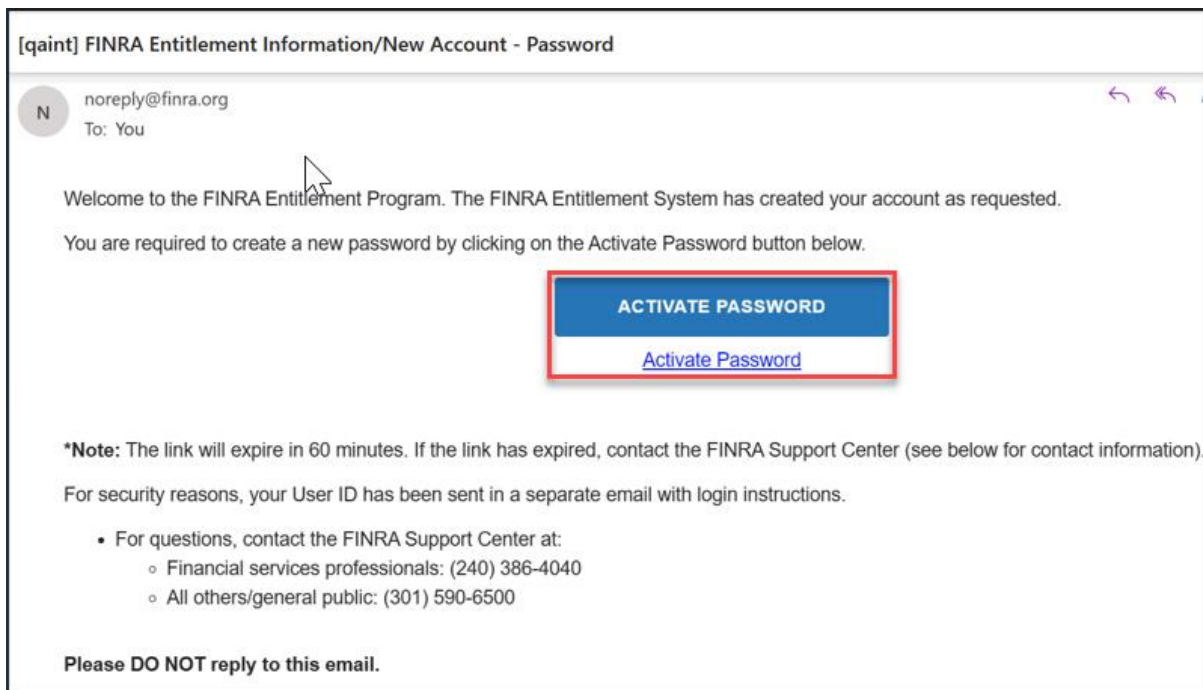 [qaint] FINRA Entitlement Information/New Account - Password
N
noreply@finra.org
To: You
Welcome to the FINRA Entitlement Program. The FINRA Entitlement System has created your account as requested.
You are required to create a new password by clicking on the Activate Password button below.
ACTIVATE PASSWORD
Activate Password
*Note: The link will expire in 60 minutes. If the link has expired, contact the FINRA Support Center (see below for contact information).
For security reasons, your User ID has been sent in a separate email with login instructions.
• For questions, contact the FINRA Support Center at:
◦ Financial services professionals: (240) 386-4040
◦ All others/general public: (301) 590-6500
Please DO NOT reply to this email.